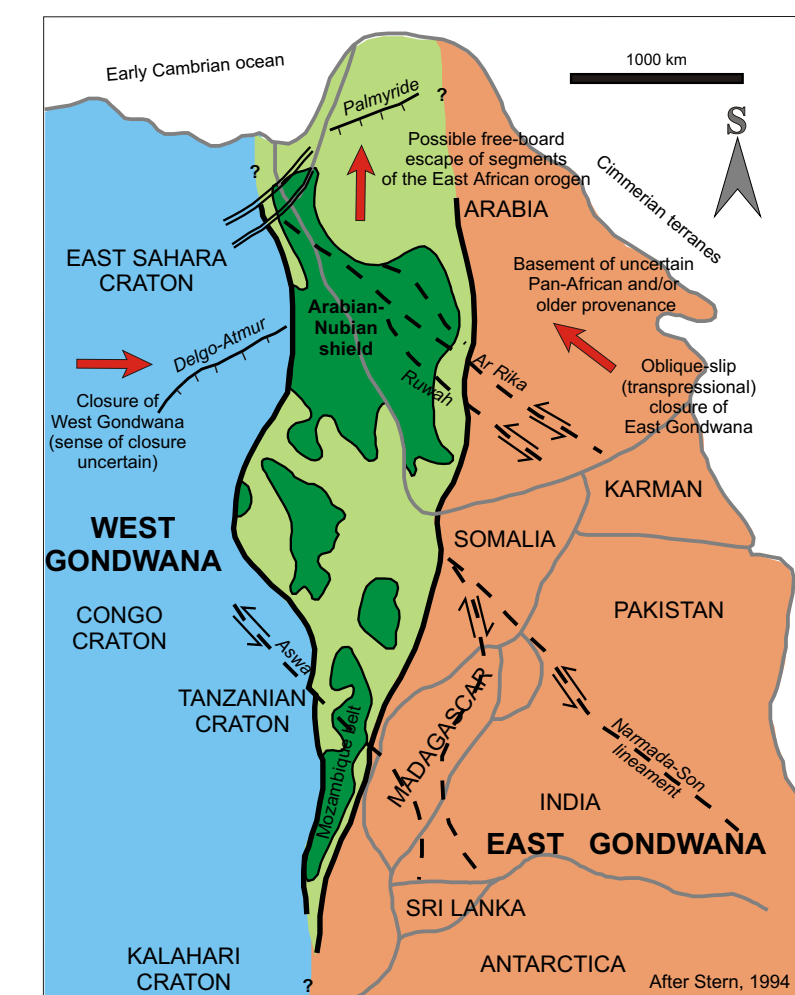 Early Cambrian ocean
1000 km
Palmyride
?
S
Possible free-board
escape of segments
of the East African orogen
?
Cimmerian terranes
ARABIA
EAST SAHARA
CRATON
Basement of uncertain
Pan-African and/or
older provenance
Arabian-
Nubian
shield
Delgo-Atmur
Ar Rika
Ruwah
Oblique-slip
(transpressional)
closure of
East Gondwana
Closure of
West Gondwana
(sense of closure
uncertain)
KARMAN
WEST
GONDWANA
SOMALIA
CONGO
CRATON
PAKISTAN
Aswa
TANZANIAN
CRATON
MADAGASCAR
Mozambique belt
Narmada-Son
lineament
INDIA
EAST GONDWANA
SRI LANKA
KALAHARI
CRATON
ANTARCTICA
?
After Stern, 1994